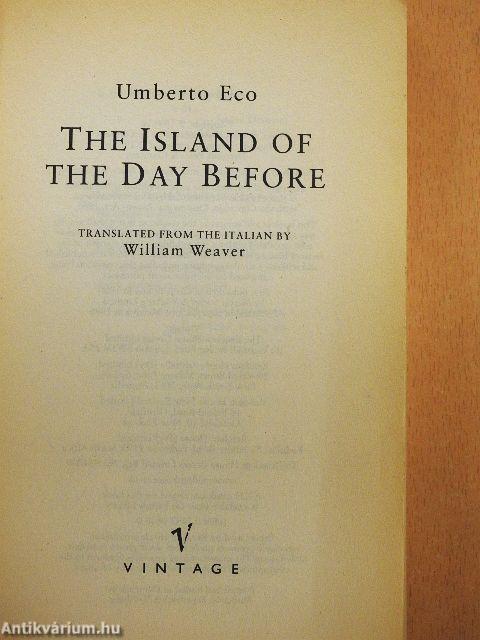 Umberto Eco
THE ISLAND OF
THE DAY BEFORE
TRANSLATED FROM THE ITALIAN BY
William Weaver
V
VINTAGE
Antikvárium.hu